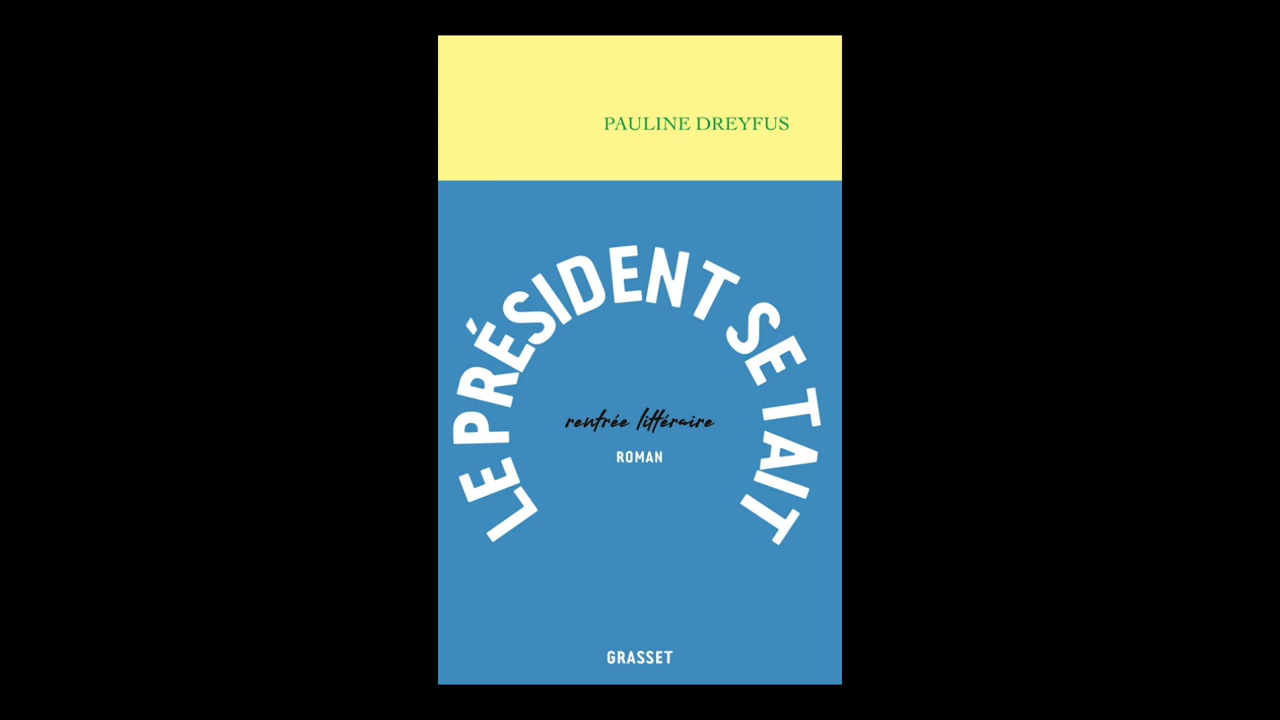 PAULINE DREYFUS
LE PRÉSIDENT SE TAIT
rentrée littéraire
ROMAN
GRASSET